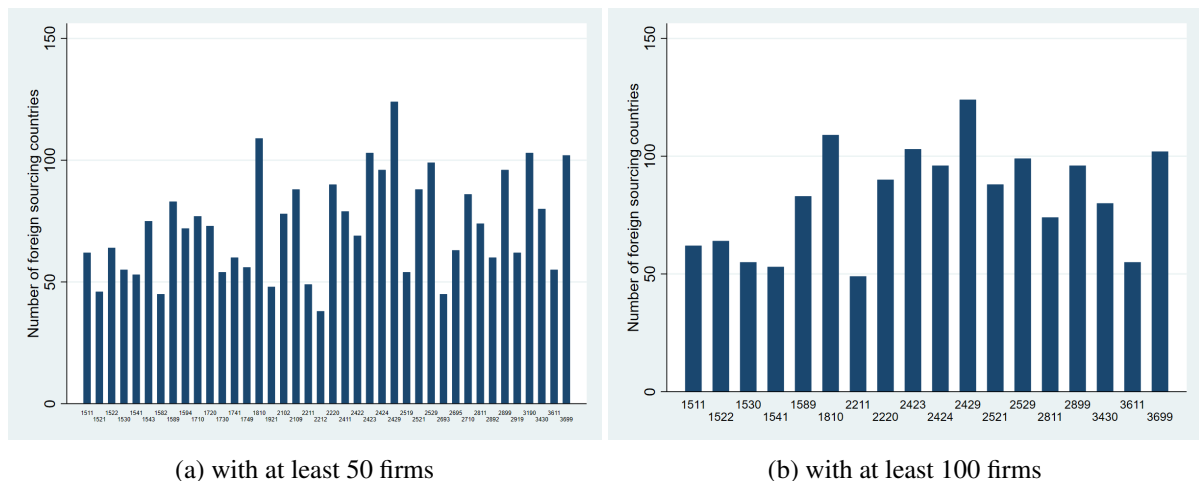 Number of foreign sourcing countries
150
100
50
0
1511 1522 1541 1582 1594 1720 1741 1810 2102 2211 2220 2422 2424 2519 2529 2695 2811 2899 3190 3611
1521 1530 1543 1589 1710 1730 1749 1921 2109 2212 2411 2423 2429 2521 2693 2710 2892 2919 3430 3699
(a) with at least 50 firms
Number of foreign sourcing countries
150
100
50
0
1511 1530 1589 2211 2423 2429 2529 2899 3611
1522 1541 1810 2220 2424 2521 2811 3430 3699
(b) with at least 100 firms